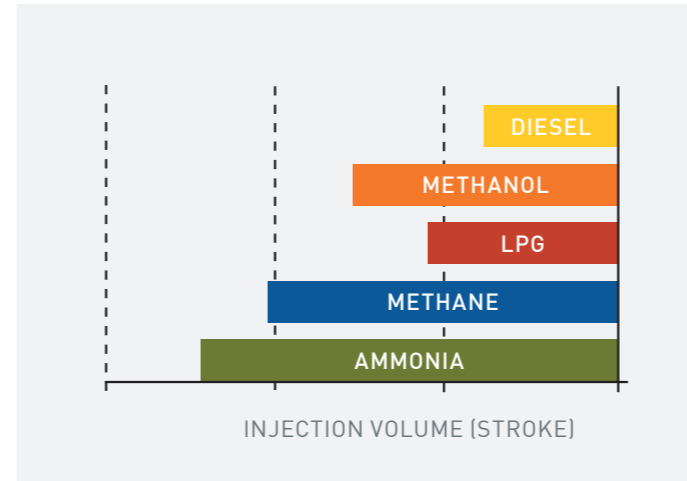 DIESEL
METHANOL
LPG
METHANE
AMMONIA
INJECTION VOLUME (STROKE)